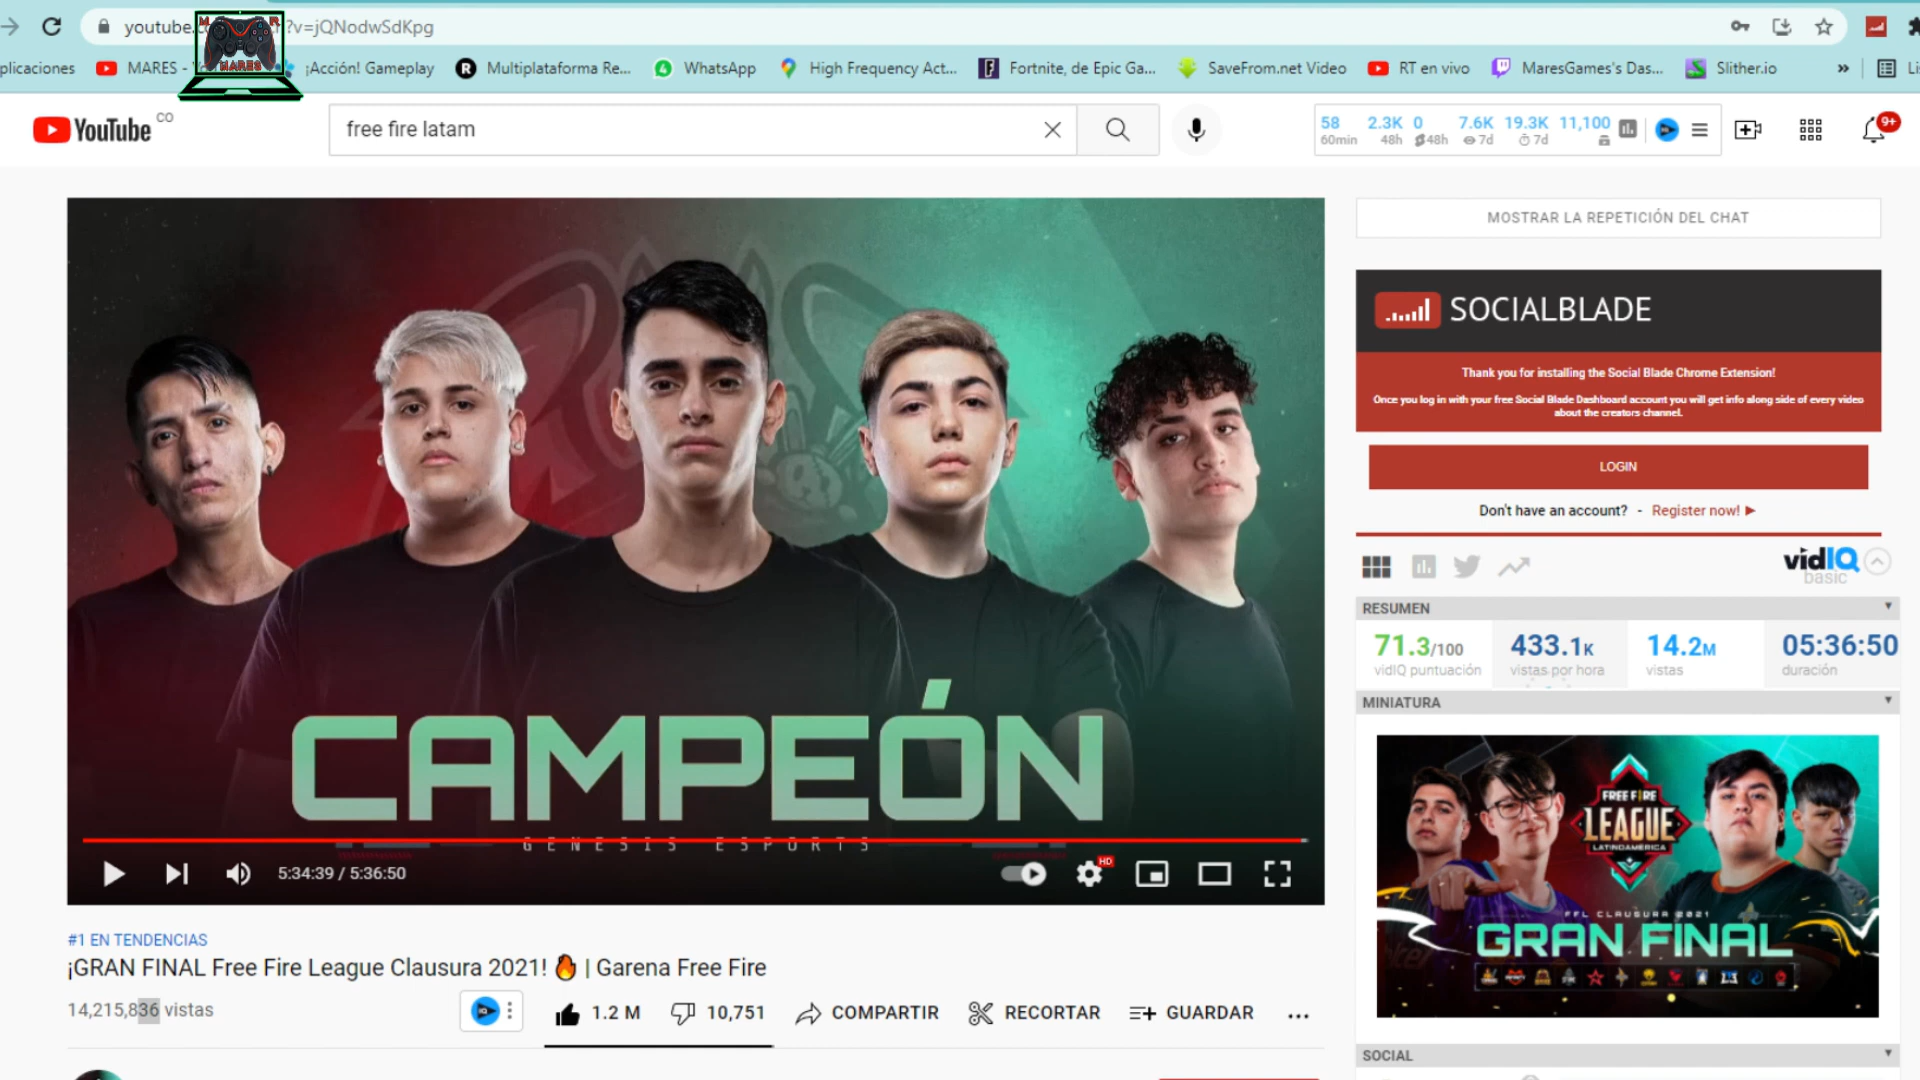 youtube.c
?v=jQNodwSdKpg
M R
MARES
plicaciones
MARES - Yo
¡Acción! Gameplay
Multiplataforma Re...
WhatsApp
High Frequency Act...
Fortnite, de Epic Ga...
SaveFrom.net Video
RT en vivo
MaresGames's Das...
Slither.io
»
Li
YouTube CO
free fire latam
58 2.3K 0 7.6K 19.3K 11,100
60min 48h 48h 7d 7d
9+
MOSTRAR LA REPETICIÓN DEL CHAT
SOCIALBLADE
Thank you for installing the Social Blade Chrome Extension!
Once you log in with your free Social Blade Dashboard account you will get info along side of every video
about the creators channel.
LOGIN
Don't have an account? - Register now! ►
vidIQ
basic
RESUMEN
71.3/100 433.1K 14.2M 05:36:50
vidIQ puntuación vistas por hora vistas duración
MINIATURA
FREE FIRE
LEAGUE
LATINOAMERICA
FFL CLAUSURA 2021
GRAN FINAL
SOCIAL
CAMPEÓN
GENESIS ESPORTS
5:34:39 / 5:36:50
HD
#1 EN TENDENCIAS
¡GRAN FINAL Free Fire League Clausura 2021! 🔥 | Garena Free Fire
14,215,836 vistas
1.2 M
10,751
COMPARTIR
RECORTAR
GUARDAR
...